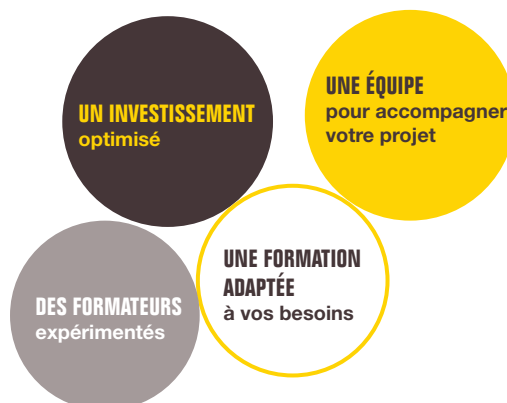 UN INVESTISSEMENT
optimisé
UNE ÉQUIPE
pour accompagner
votre projet
UNE FORMATION
ADAPTÉE
à vos besoins
DES FORMATEURS
expérimentés